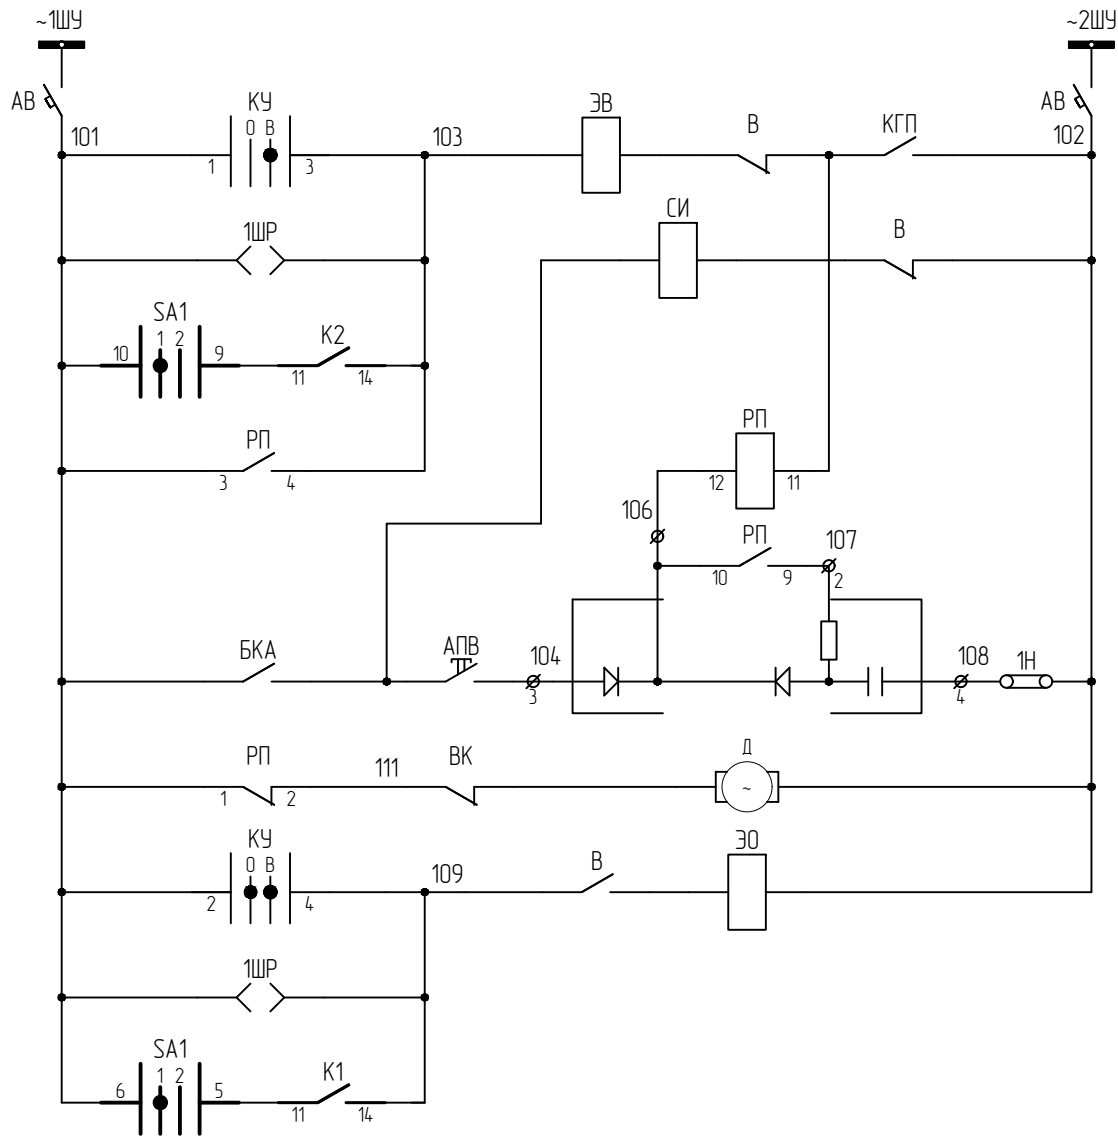 ~1ШУ ~2ШУ
АВ АВ
КУ
О В
101 1 3 103 ЭВ В КГП 102
1ШР СИ В
SA1
1 2
10 9 К2
11 14
РП РП
3 4 12 11
106 РП 107
10 9 2
БКА АПВ 104 108 1Н
3 4
РП 111 ВК Д
1 2 ~
КУ ЭО
О В
2 4 109 В
1ШР
SA1
1 2
6 5 К1
11 14